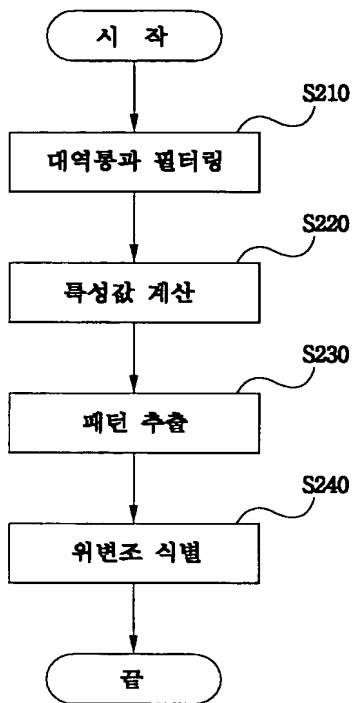 시 작
S210
대역통과 필터링
S220
특성값 계산
S230
패턴 추출
S240
위변조 식별
끝